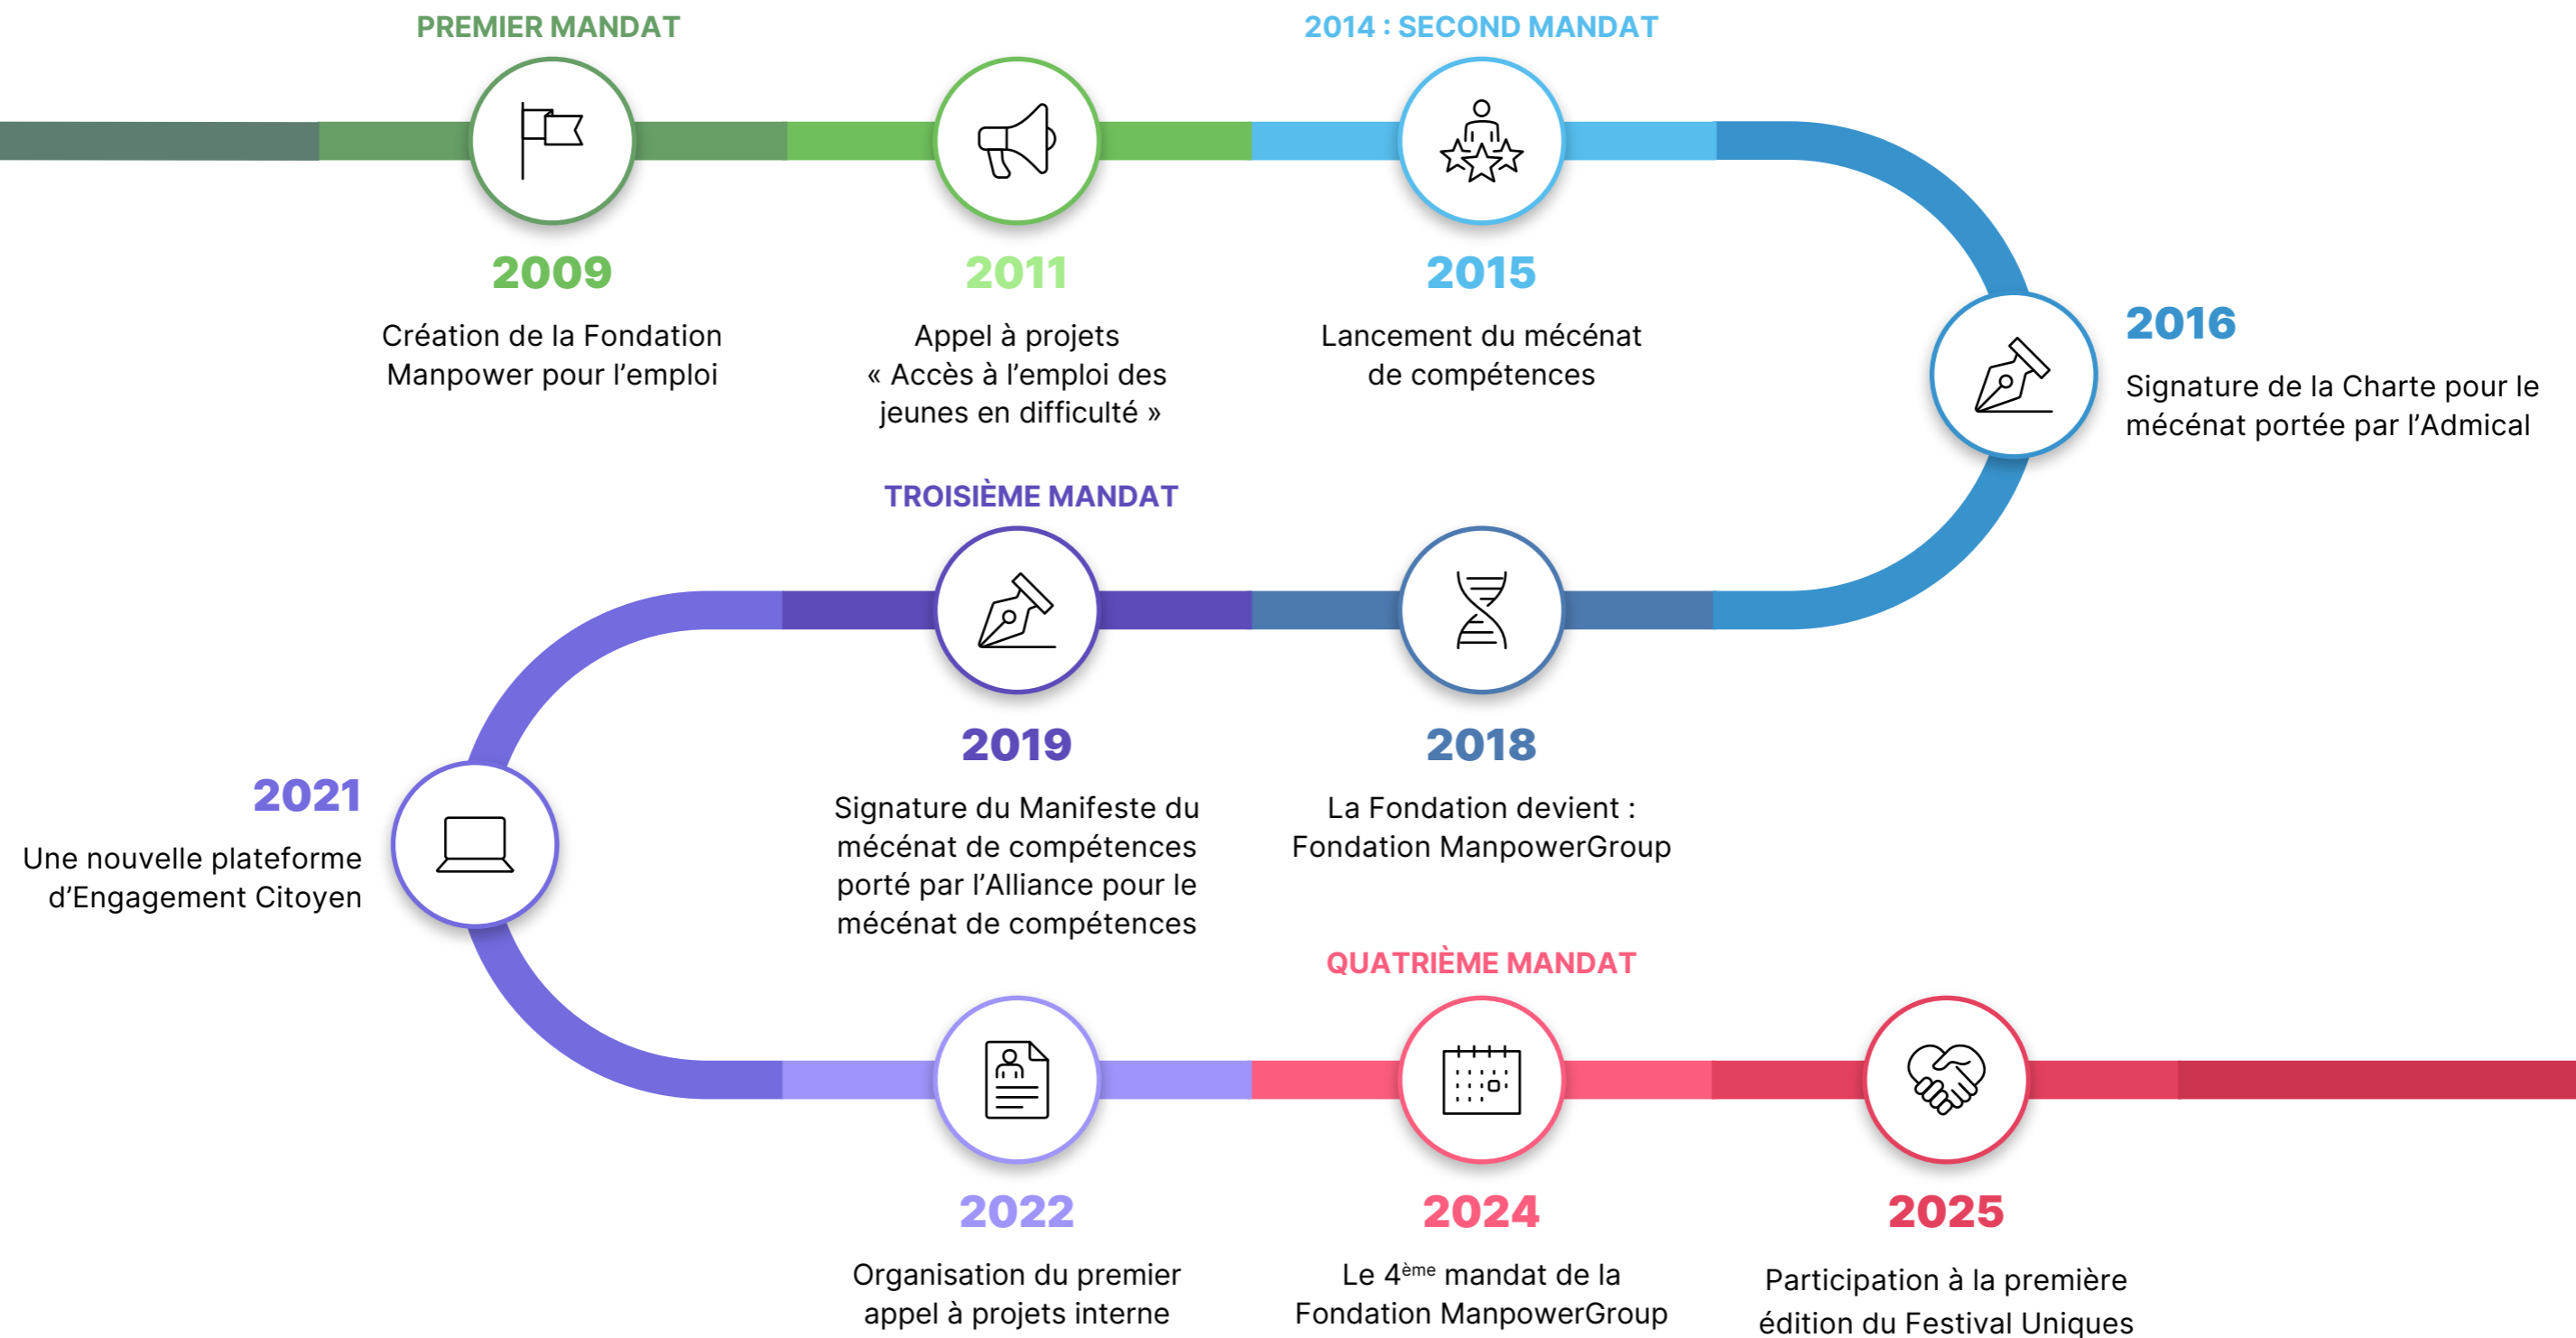 PREMIER MANDAT
2009
Création de la Fondation
Manpower pour l'emploi
2011
Appel à projets
« Accès à l'emploi des
jeunes en difficulté »
2014 : SECOND MANDAT
2015
Lancement du mécénat
de compétences
2016
Signature de la Charte pour le
mécénat portée par l'Admical
2018
La Fondation devient :
Fondation ManpowerGroup
TROISIÈME MANDAT
2019
Signature du Manifeste du
mécénat de compétences
porté par l'Alliance pour le
mécénat de compétences
2021
Une nouvelle plateforme
d'Engagement Citoyen
2022
Organisation du premier
appel à projets interne
QUATRIÈME MANDAT
2024
Le 4ème mandat de la
Fondation ManpowerGroup
2025
Participation à la première
édition du Festival Uniques